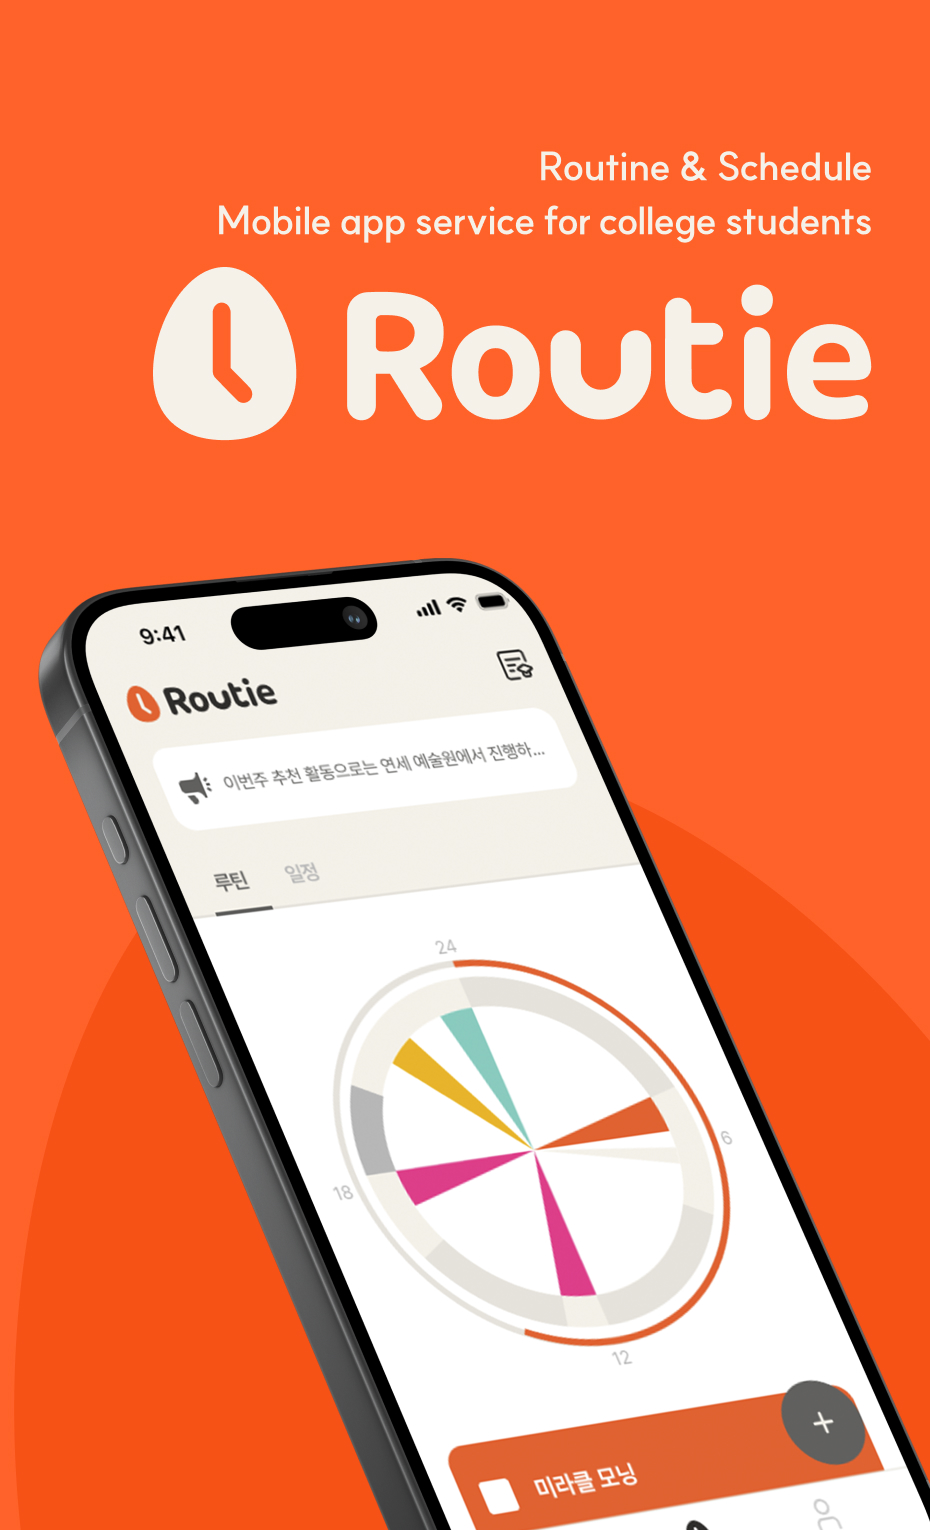 Routine & Schedule
Mobile app service for college students
Routie
9:41
Routie
이번주 추천 활동으로는 연세 예술원에서 진행하...
루틴 일정
24
6
18
12
+
미라클 모닝